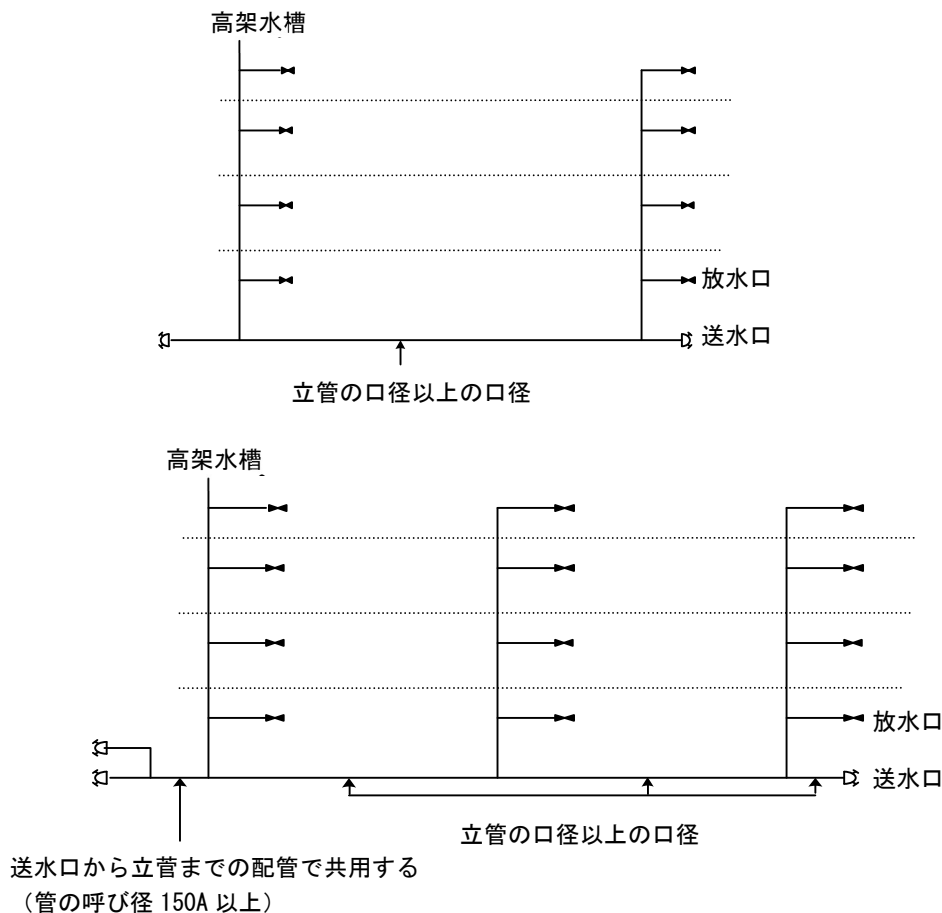 高架水槽
放水口
送水口
立管の口径以上の口径
高架水槽
放水口
送水口
立管の口径以上の口径
送水口から立菅までの配管で共用する
（管の呼び径 150A 以上）